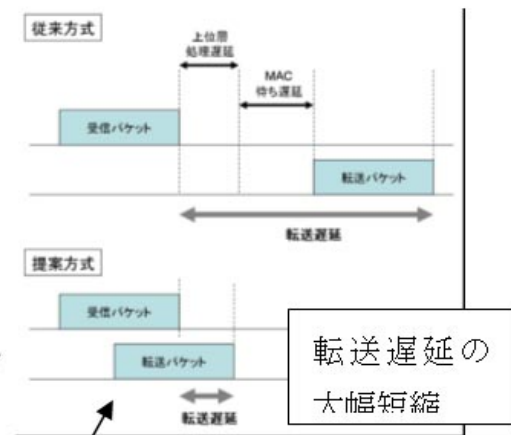 従来方式
上位層
処理遅延
MAC
待ち遅延
受信パケット
転送パケット
転送遅延
提案方式
受信パケット
転送パケット
転送遅延
転送遅延の
大幅短縮